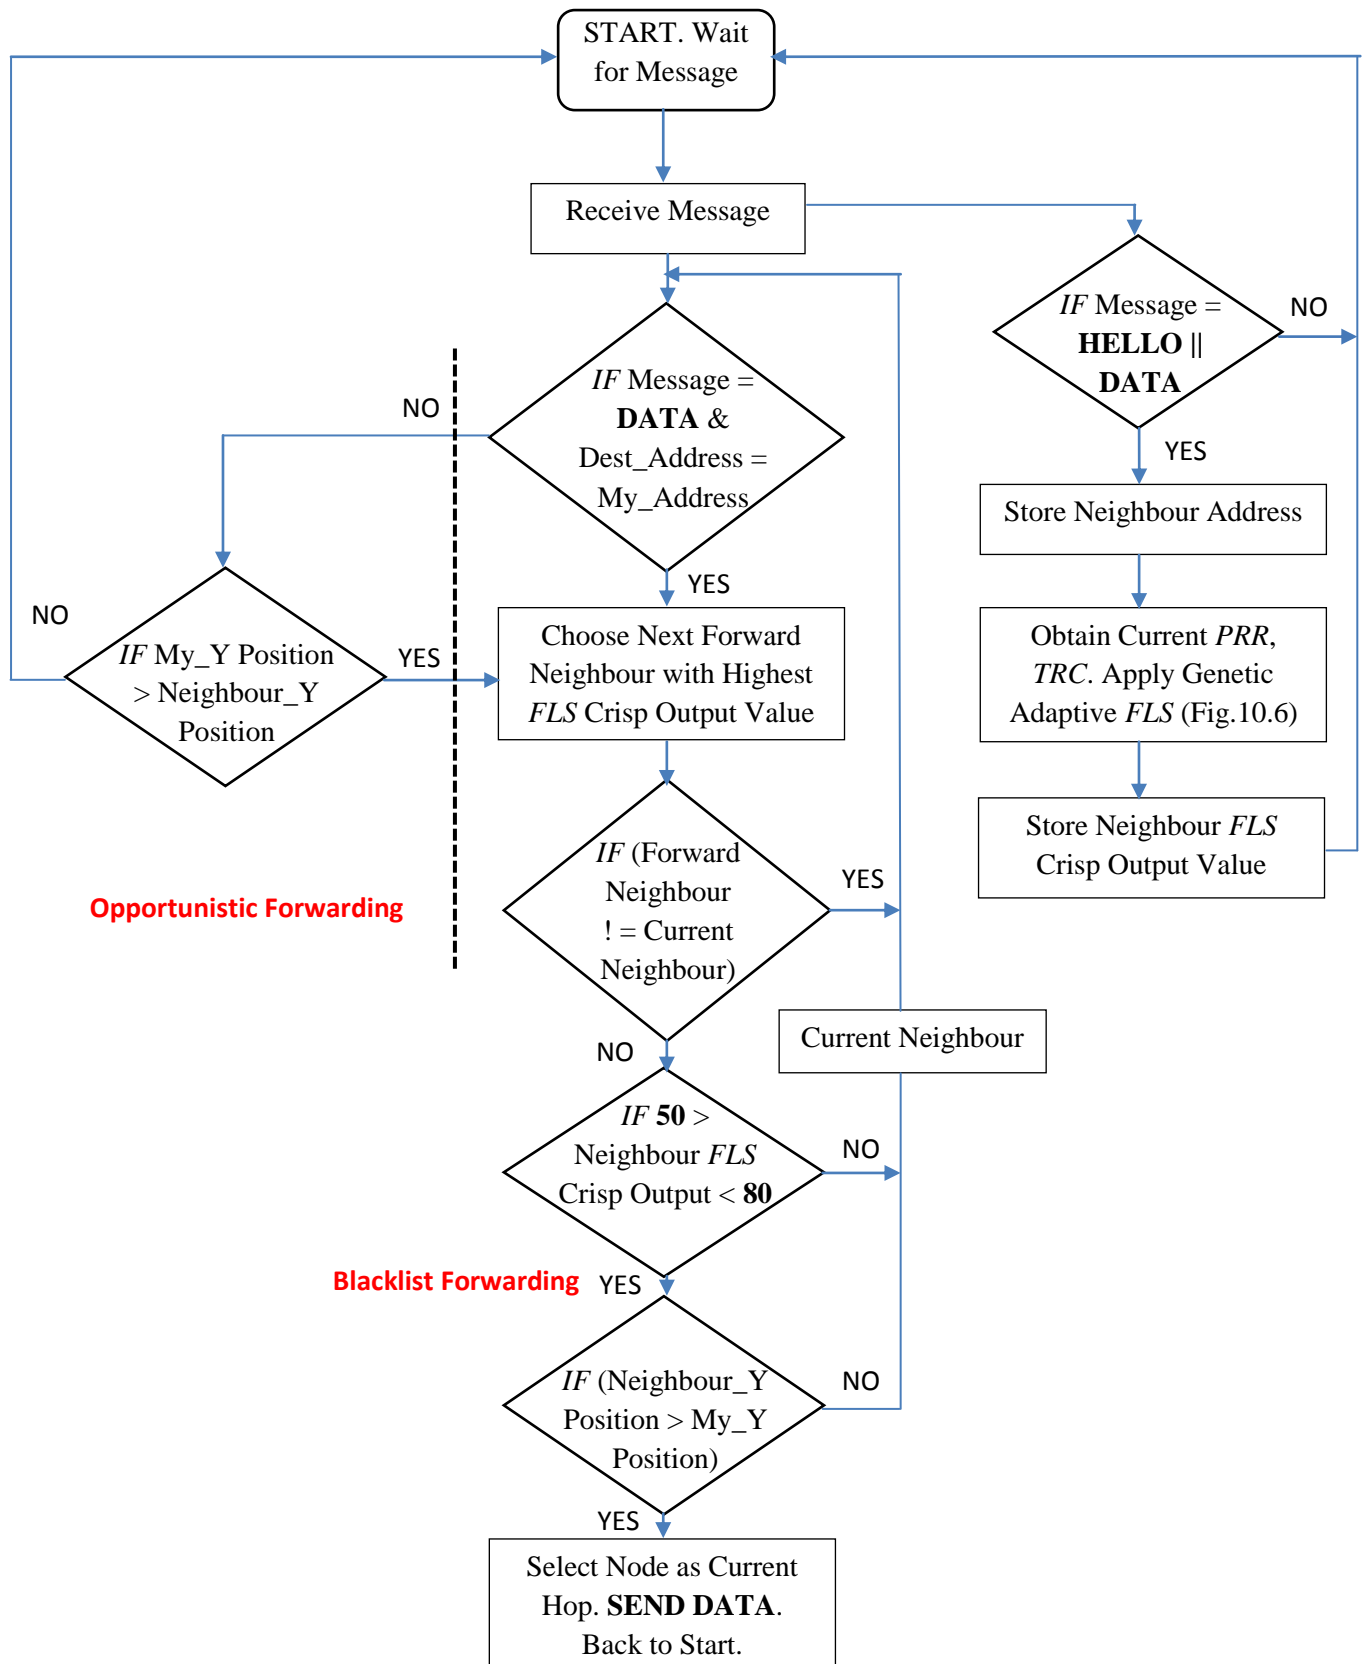 START. Wait
for Message
Receive Message
IF Message =
HELLO ||
DATA
NO
YES
IF Message =
DATA &
Dest_Address =
My_Address
NO
YES
Store Neighbour Address
Obtain Current PRR,
TRC. Apply Genetic
Adaptive FLS (Fig.10.6)
Store Neighbour FLS
Crisp Output Value
NO
IF My_Y Position
> Neighbour_Y
Position
YES
Choose Next Forward
Neighbour with Highest
FLS Crisp Output Value
IF (Forward
Neighbour
! = Current
Neighbour)
YES
NO
Opportunistic Forwarding
Current Neighbour
IF 50 >
Neighbour FLS
Crisp Output < 80
NO
Blacklist Forwarding
YES
IF (Neighbour_Y
Position > My_Y
Position)
NO
YES
Select Node as Current
Hop. SEND DATA.
Back to Start.